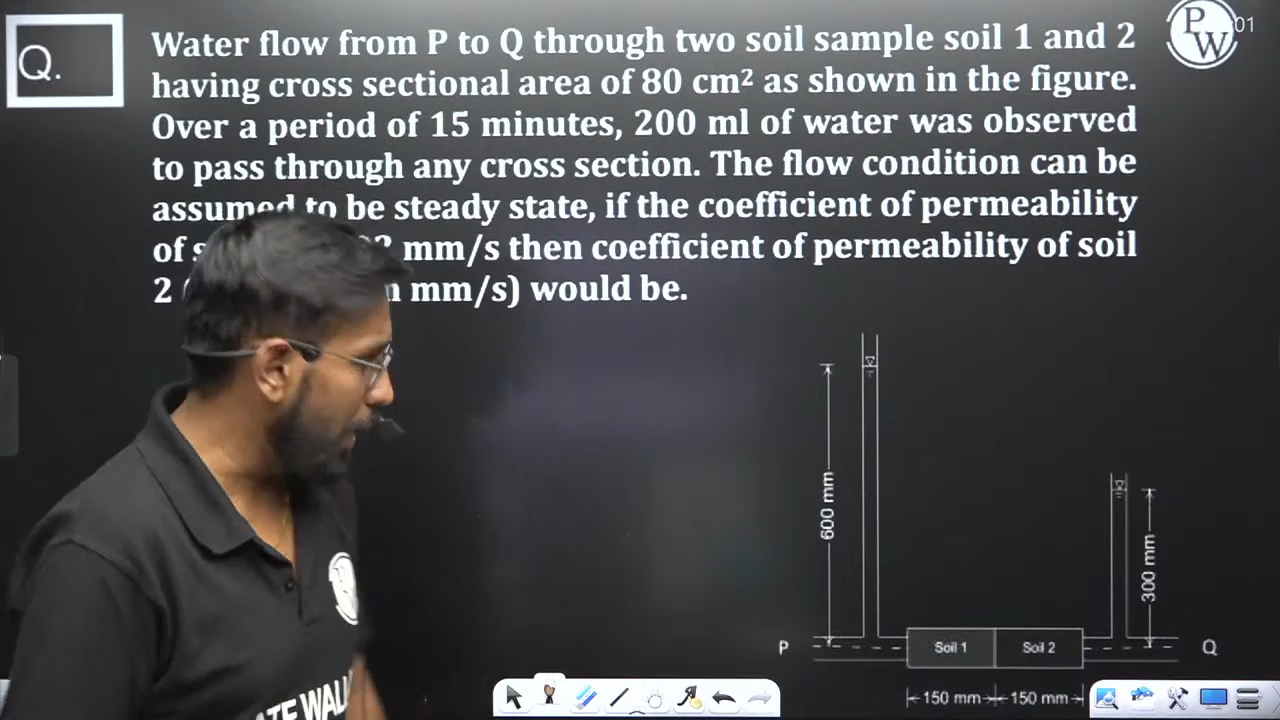 Q.
Water flow from P to Q through two soil sample soil 1 and 2
having cross sectional area of 80 cm² as shown in the figure.
Over a period of 15 minutes, 200 ml of water was observed
to pass through any cross section. The flow condition can be
assumed to be steady state, if the coefficient of permeability
of mm/s then coefficient of permeability of soil
2 mm/s) would be.
PW
01
600 mm
300 mm
P
Soil 1
Soil 2
Q
150 mm
150 mm